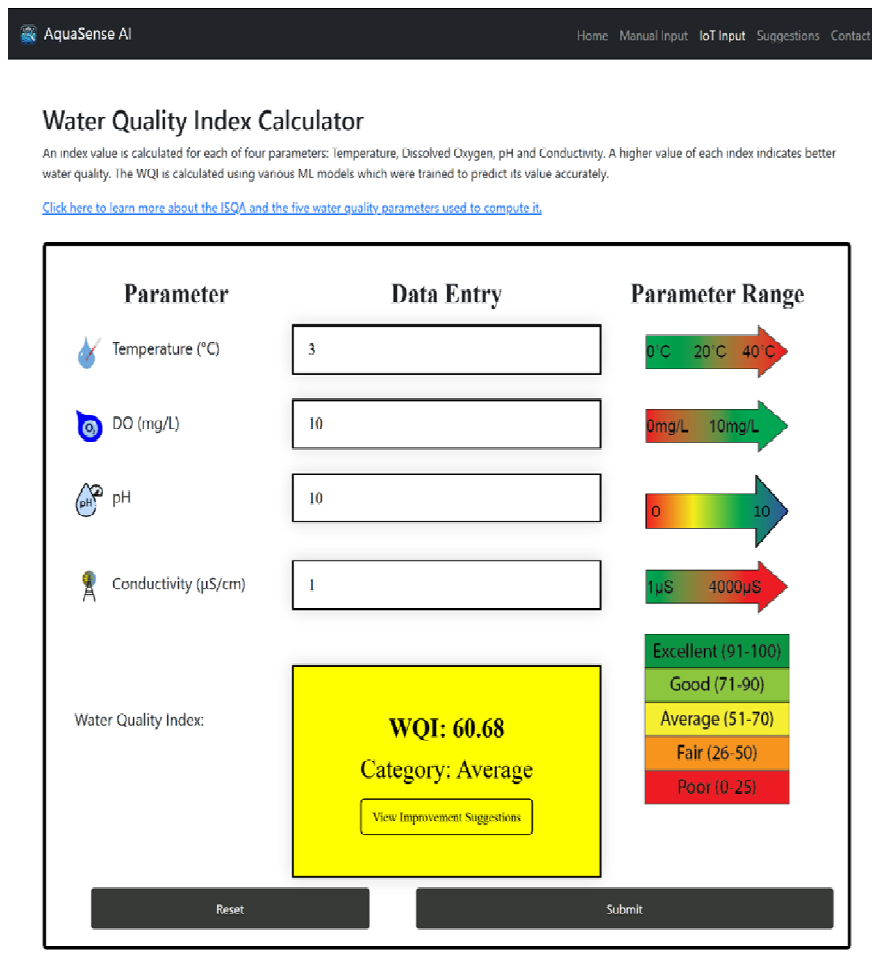 AquaSense AI
Home Manual Input IoT Input Suggestions Contact
Water Quality Index Calculator
An index value is calculated for each of four parameters: Temperature, Dissolved Oxygen, pH and Conductivity. A higher value of each index indicates better
water quality. The WQI is calculated using various ML models which were trained to predict its value accurately.
Click here to learn more about the ISQA and the five water quality parameters used to compute it.
Parameter Data Entry Parameter Range
Temperature (°C) 3 0°C 20°C 40°C
O₂ DO (mg/L) 10 0mg/L 10mg/L
pH pH 10 0 10
Conductivity (µS/cm) 1 1µS 4000µS
Excellent (91-100)
Good (71-90)
Water Quality Index: WQI: 60.68 Average (51-70)
Category: Average Fair (26-50)
View Improvement Suggestions Poor (0-25)
Reset Submit